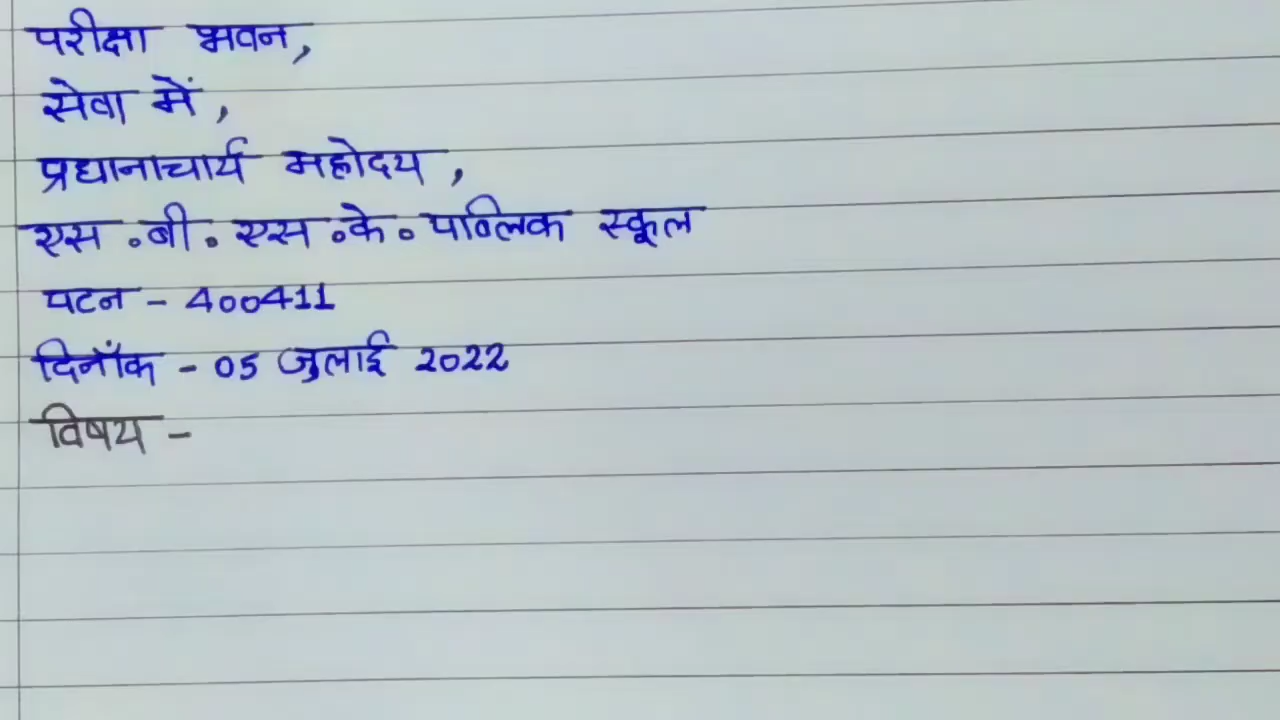 परीक्षा भवन,
सेवा में,
प्रधानाचार्य महोदय,
एस.बी.एस.के. पब्लिक स्कूल
पटन - 400411
दिनाँक - 05 जुलाई 2022
विषय -